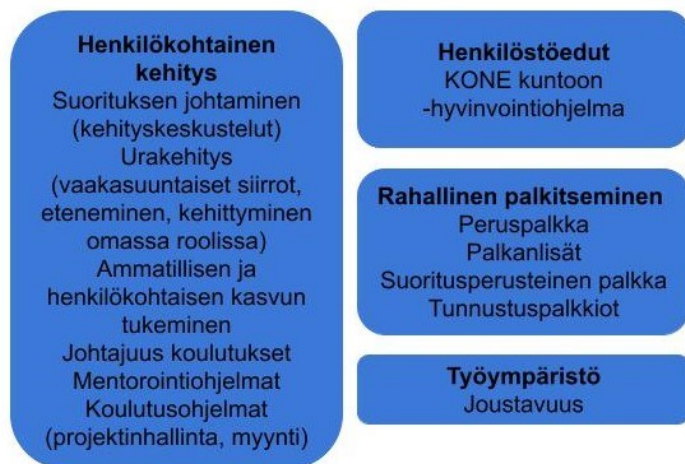 Henkilökohtainen
kehitys
Suorituksen johtaminen
(kehityskeskustelut)
Urakehitys
(vaakasuuntaiset siirrot,
eteneminen, kehittyminen
omassa roolissa)
Ammatillisen ja
henkilökohtaisen kasvun
tukeminen
Johtajuus koulutukset
Mentorointiohjelmat
Koulutusohjelmat
(projektinhallinta, myynti)
Henkilöstöedut
KONE kuntoon
-hyvinvointiohjelma
Rahallinen palkitseminen
Peruspalkka
Palkanlisät
Suoritusperusteinen palkka
Tunnustuspalkkiot
Työympäristö
Joustavuus